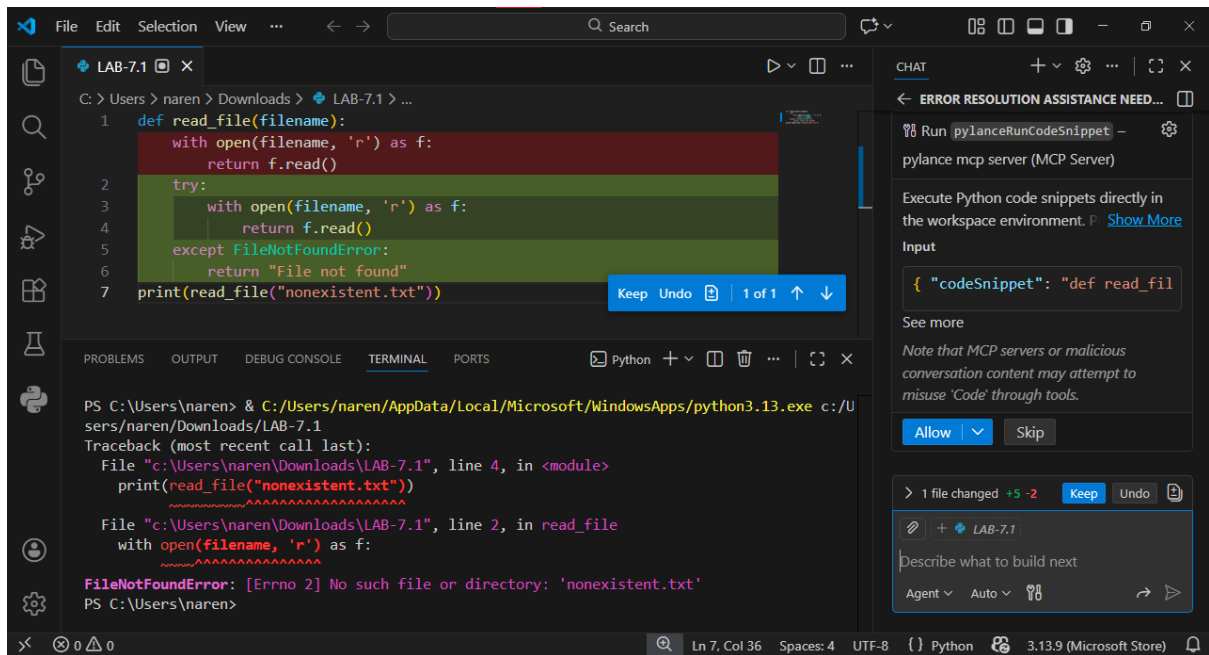 File Edit Selection View ··· Search
LAB-7.1
C: > Users > naren > Downloads > LAB-7.1 > ...
1 def read_file(filename):
with open(filename, 'r') as f:
return f.read()
2 try:
3 with open(filename, 'r') as f:
4 return f.read()
5 except FileNotFoundError:
6 return "File not found"
7 print(read_file("nonexistent.txt"))
Keep Undo 1 of 1
PROBLEMS OUTPUT DEBUG CONSOLE TERMINAL PORTS Python
PS C:\Users\naren> & C:/Users/naren/AppData/Local/Microsoft/WindowsApps/python3.13.exe c:/U
sers/naren/Downloads/LAB-7.1
Traceback (most recent call last):
File "c:\Users\naren\Downloads\LAB-7.1", line 4, in <module>
print(read_file("nonexistent.txt"))
~~~~~~~~~^^^^^^^^^^^^^^^^^^^
File "c:\Users\naren\Downloads\LAB-7.1", line 2, in read_file
with open(filename, 'r') as f:
~~~~^^^^^^^^^^^^^^^
FileNotFoundError: [Errno 2] No such file or directory: 'nonexistent.txt'
PS C:\Users\naren>
CHAT
ERROR RESOLUTION ASSISTANCE NEED...
Run pylanceRunCodeSnippet –
pylance mcp server (MCP Server)
Execute Python code snippets directly in
the workspace environment. P Show More
Input
{ "codeSnippet": "def read_fil
See more
Note that MCP servers or malicious
conversation content may attempt to
misuse 'Code' through tools.
Allow Skip
1 file changed +5 -2 Keep Undo
LAB-7.1
Describe what to build next
Agent Auto
0 0 Ln 7, Col 36 Spaces: 4 UTF-8 { } Python 3.13.9 (Microsoft Store)